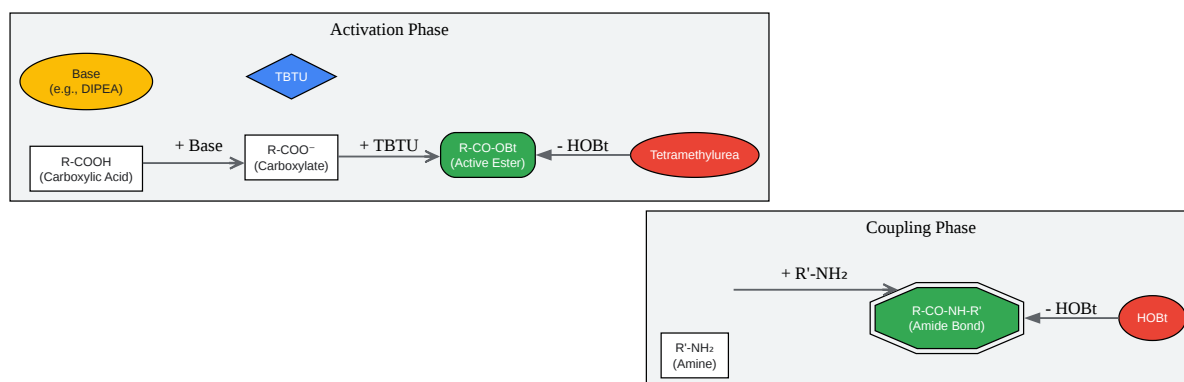 Activation Phase
Base
(e.g., DIPEA)
TBTU
R-COOH
(Carboxylic Acid)
+ Base
R-COO⁻
(Carboxylate)
+ TBTU
R-CO-OBt
(Active Ester)
- HOBt
Tetramethylurea
Coupling Phase
+ R'-NH₂
R'-NH₂
(Amine)
R-CO-NH-R'
(Amide Bond)
- HOBt
HOBt